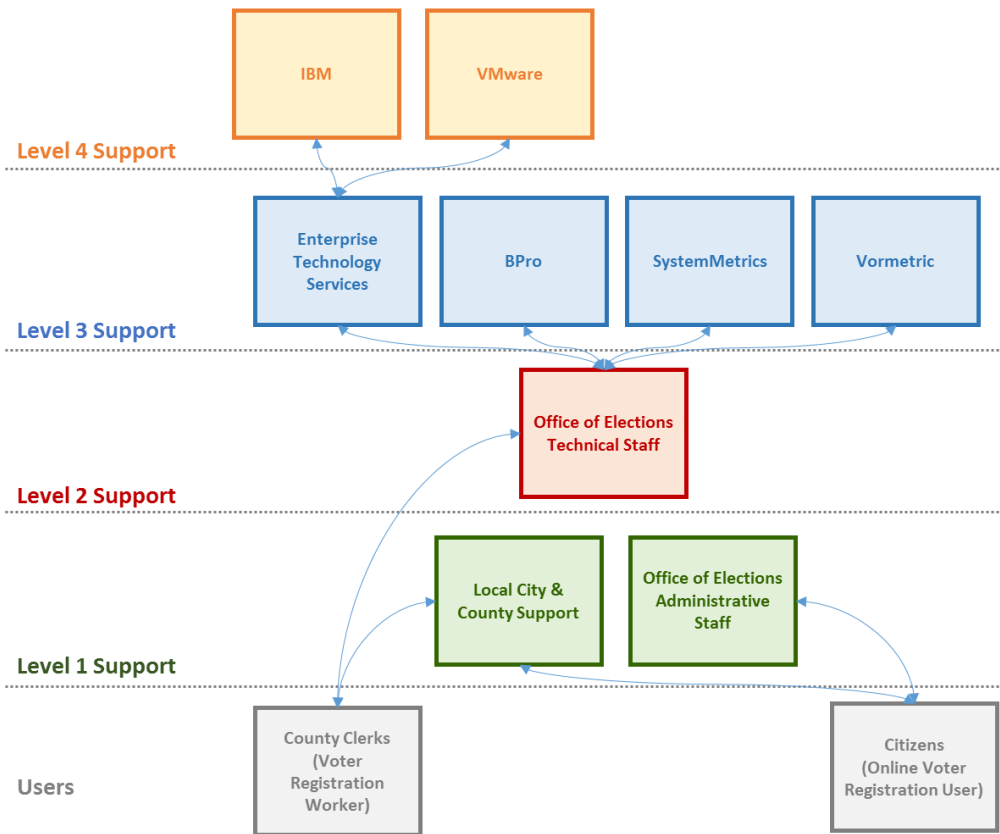 IBM
VMware
Level 4 Support
Enterprise
Technology
Services
BPro
SystemMetrics
Vormetric
Level 3 Support
Office of Elections
Technical Staff
Level 2 Support
Local City &
County Support
Office of Elections
Administrative
Staff
Level 1 Support
County Clerks
(Voter
Registration
Worker)
Citizens
(Online Voter
Registration User)
Users